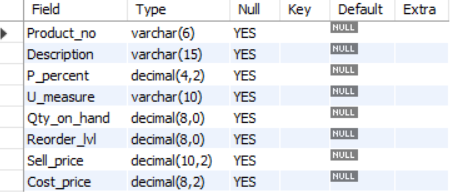 Field Type Null Key Default Extra
Product_no varchar(6) YES NULL
Description varchar(15) YES NULL
P_percent decimal(4,2) YES NULL
U_measure varchar(10) YES NULL
Qty_on_hand decimal(8,0) YES NULL
Reorder_lvl decimal(8,0) YES NULL
Sell_price decimal(10,2) YES NULL
Cost_price decimal(8,2) YES NULL